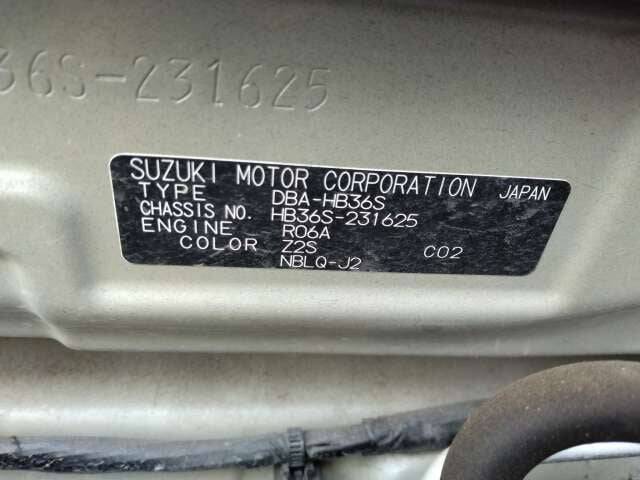 36S-231625
SUZUKI MOTOR CORPORATION JAPAN
TYPE DBA-HB36S
CHASSIS NO. HB36S-231625
ENGINE R06A
COLOR Z2S C02
NBLQ-J2